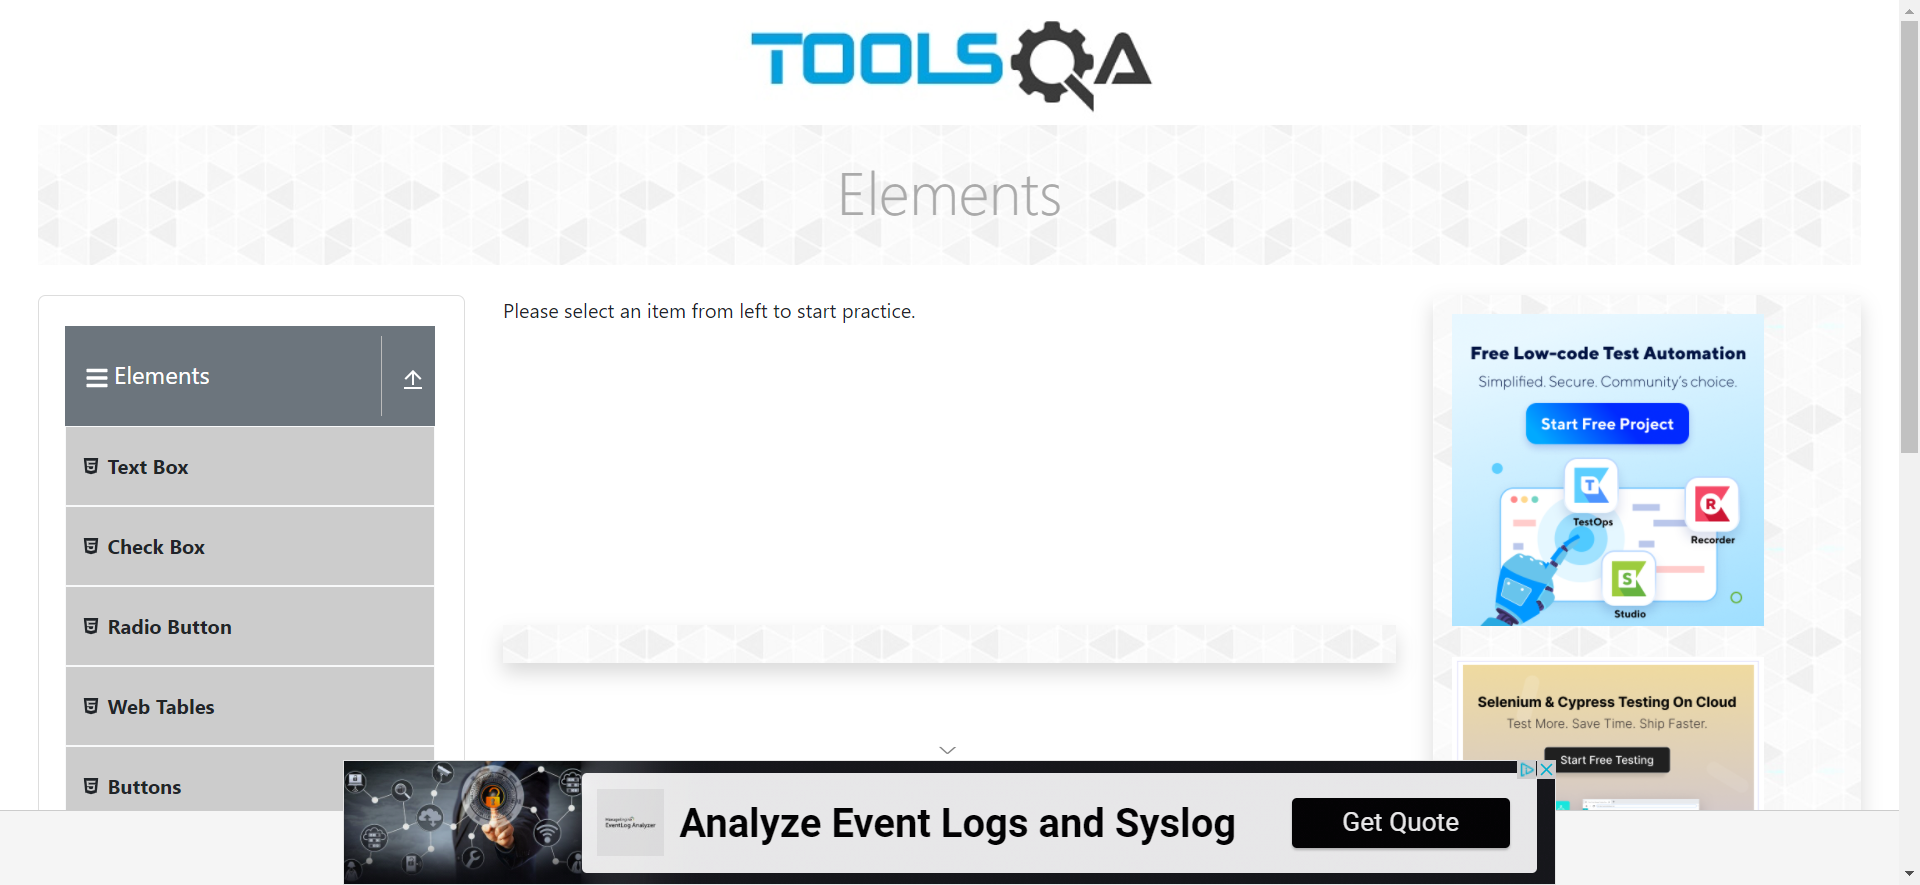 TOOLSQA
Elements
Elements
Text Box
Check Box
Radio Button
Web Tables
Buttons
Please select an item from left to start practice.
Free Low-code Test Automation
Simplified. Secure. Community's choice.
Start Free Project
TestOps
Recorder
Studio
Selenium & Cypress Testing On Cloud
Test More. Save Time. Ship Faster.
Start Free Testing
ManageEngine
EventLog Analyzer
Analyze Event Logs and Syslog
Get Quote